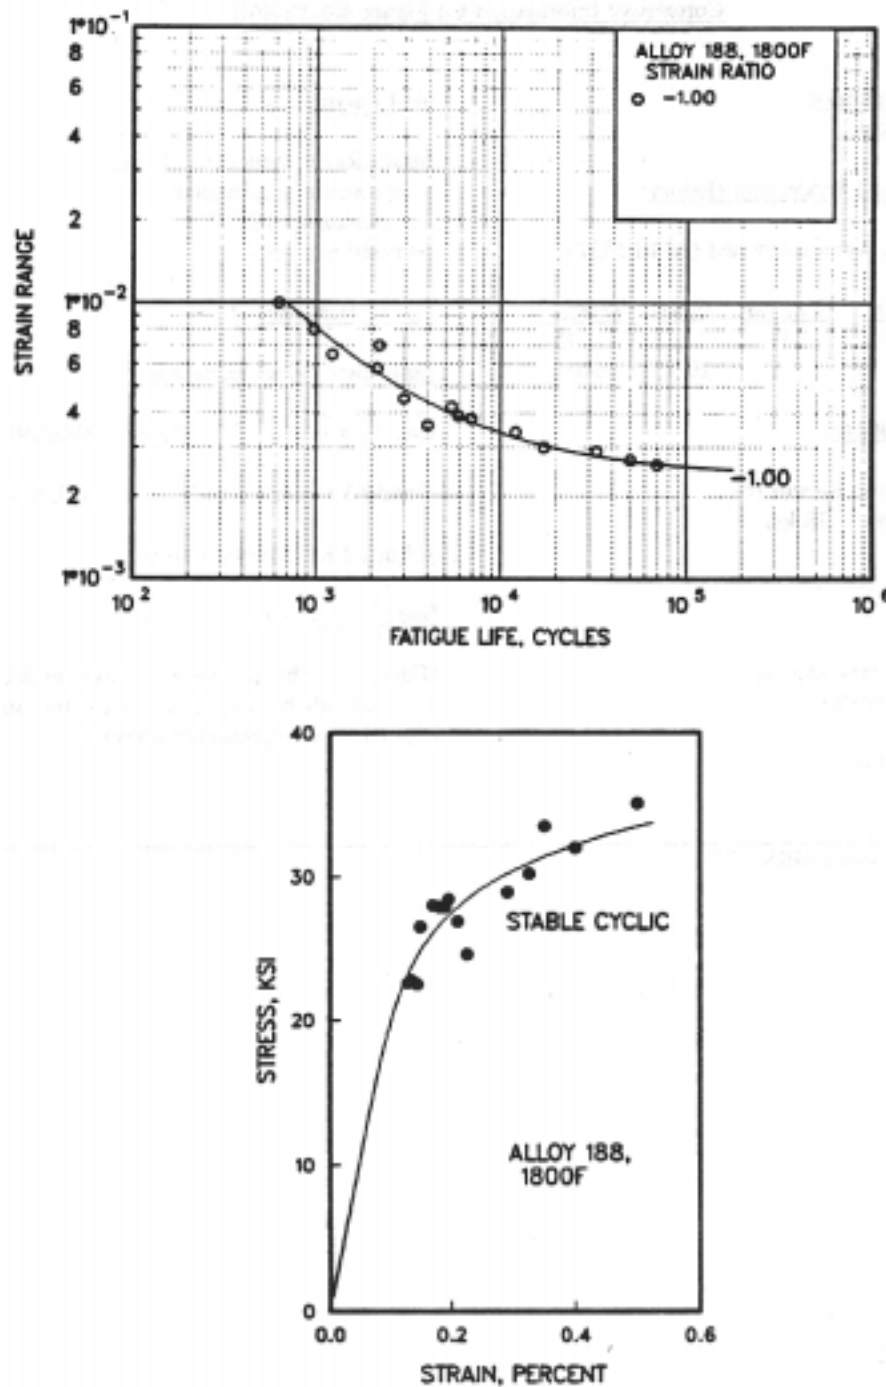 1*10⁻¹
8
6
4
2
1*10⁻²
8
6
4
2
1*10⁻³
STRAIN RANGE
ALLOY 188, 1800F
STRAIN RATIO
-1.00
-1.00
10² 10³ 10⁴ 10⁵ 10⁶
FATIGUE LIFE, CYCLES
40
30
20
10
0
STRESS, KSI
STABLE CYCLIC
ALLOY 188,
1800F
0.0 0.2 0.4 0.6
STRAIN, PERCENT